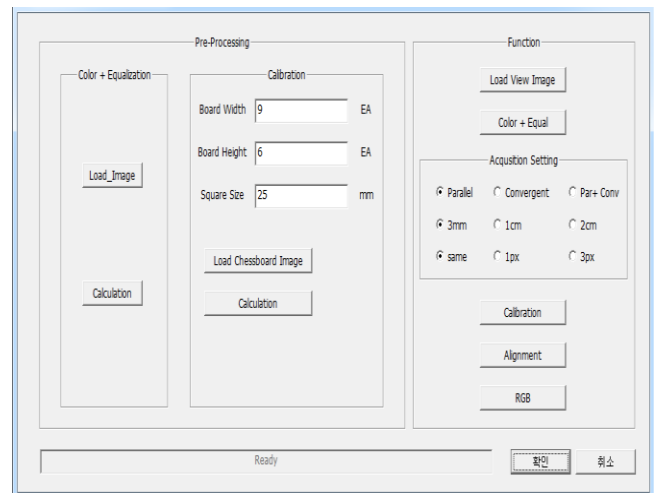 Pre-Processing
Color + Equalization
Load_Image
Calculation
Calibration
Board Width 9 EA
Board Height 6 EA
Square Size 25 mm
Load Chessboard Image
Calculation
Function
Load View Image
Color + Equal
Acqusition Setting
Parallel Convergent Par+ Conv
3mm 1cm 2cm
same 1px 3px
Calibration
Alignment
RGB
Ready
확인 취소